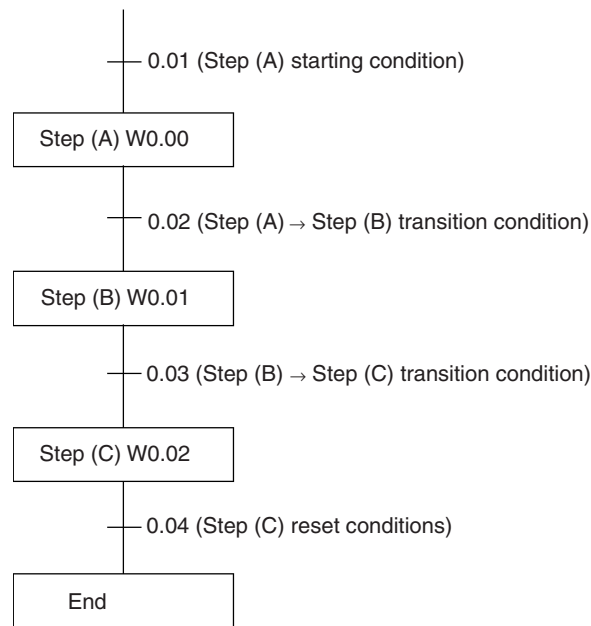 0.01 (Step (A) starting condition)
Step (A) W0.00
0.02 (Step (A) → Step (B) transition condition)
Step (B) W0.01
0.03 (Step (B) → Step (C) transition condition)
Step (C) W0.02
0.04 (Step (C) reset conditions)
End